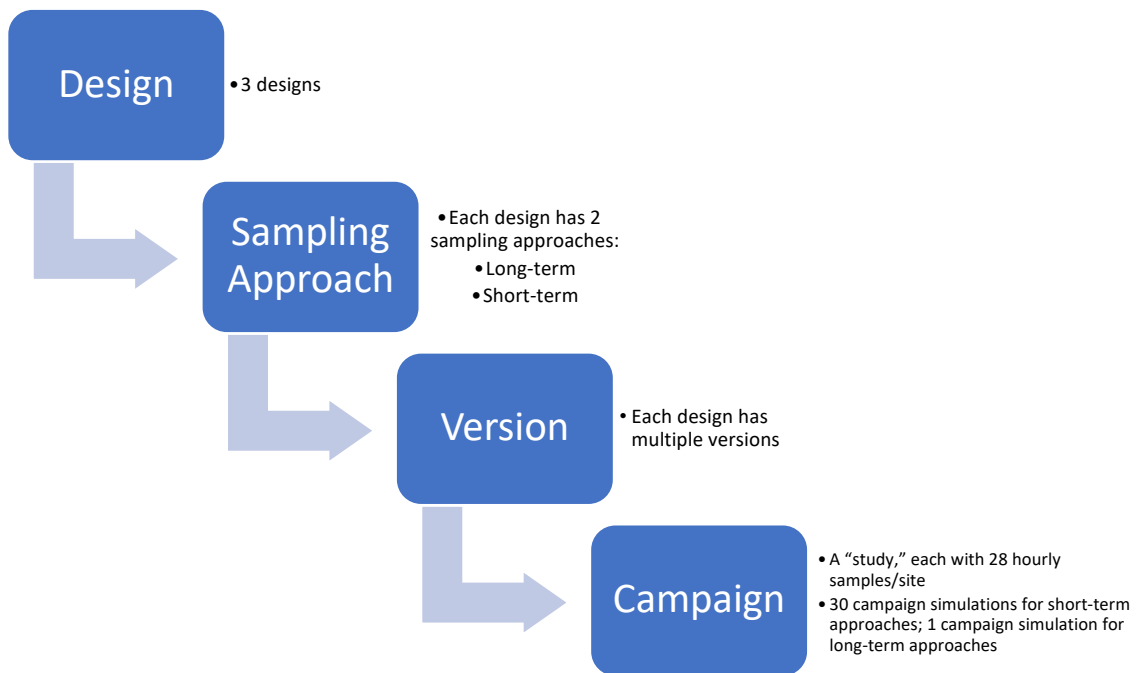 Design
•3 designs
Sampling
Approach
•Each design has 2
sampling approaches:
•Long-term
•Short-term
Version
• Each design has
multiple versions
Campaign
•A “study,” each with 28 hourly
samples/site
•30 campaign simulations for short-term
approaches; 1 campaign simulation for
long-term approaches